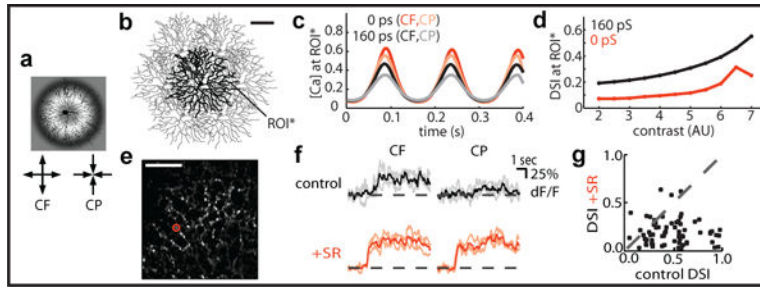 a
CF CP
b
ROI*
c
0 ps (CF,CP)
160 ps (CF,CP)
[Ca] at ROI*
0.8
0.6
0.4
0.2
0
0 0.1 0.2 0.3 0.4
time (s)
d
160 pS
0 pS
DSI at ROI*
0.6
0.4
0.2
0
2 3 4 5 6 7
contrast (AU)
e
f
CF CP
1 sec
125%
dF/F
control
+SR
g
DSI +SR
1.0
0.5
0.0
0.0 0.5 1.0
control DSI